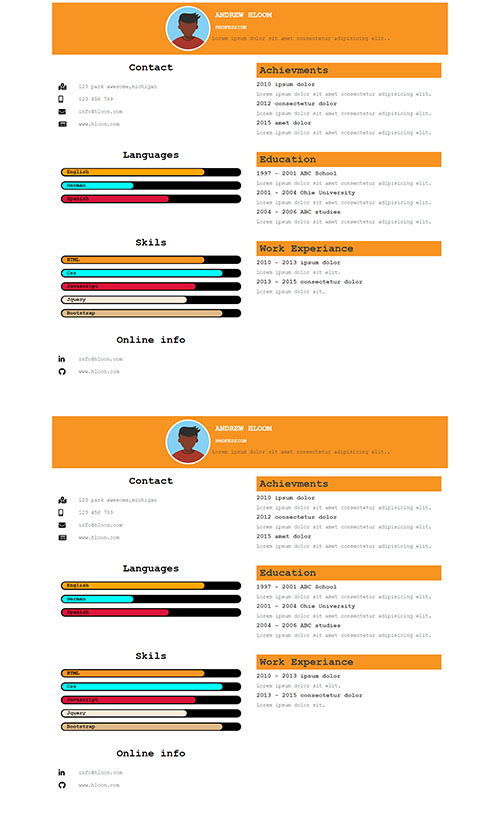 ANDREW HLOOM
PROFESSION
Lorem ipsum dolor sit amet consectetur adipisicing elit..
Contact
123 park awesome,michigan
123 456 789
info@hloom.com
www.hloom.com
Languages
English
German
Spanish
Skils
HTML
Css
Javascript
Jquery
Bootstrap
Online info
info@hloom.com
www.hloom.com
Achievments
2010 ipsum dolor
Lorem ipsum dolor sit amet consectetur adipisicing elit.
2012 consectetur dolor
Lorem ipsum dolor sit amet consectetur adipisicing elit.
2015 amet dolor
Lorem ipsum dolor sit amet consectetur adipisicing elit.
Education
1997 - 2001 ABC School
Lorem ipsum dolor sit amet consectetur adipisicing elit.
2001 - 2004 Ohie University
Lorem ipsum dolor sit amet consectetur adipisicing elit.
2004 - 2006 ABC studies
Lorem ipsum dolor sit amet consectetur adipisicing elit.
Work Experiance
2010 - 2013 ipsum dolor
Lorem ipsum dolor sit elit.
2013 - 2015 consectetur dolor
Lorem ipsum dolor sit.
ANDREW HLOOM
PROFESSION
Lorem ipsum dolor sit amet consectetur adipisicing elit..
Contact
123 park awesome,michigan
123 456 789
info@hloom.com
www.hloom.com
Languages
English
German
Spanish
Skils
HTML
Css
Javascript
Jquery
Bootstrap
Online info
info@hloom.com
www.hloom.com
Achievments
2010 ipsum dolor
Lorem ipsum dolor sit amet consectetur adipisicing elit.
2012 consectetur dolor
Lorem ipsum dolor sit amet consectetur adipisicing elit.
2015 amet dolor
Lorem ipsum dolor sit amet consectetur adipisicing elit.
Education
1997 - 2001 ABC School
Lorem ipsum dolor sit amet consectetur adipisicing elit.
2001 - 2004 Ohie University
Lorem ipsum dolor sit amet consectetur adipisicing elit.
2004 - 2006 ABC studies
Lorem ipsum dolor sit amet consectetur adipisicing elit.
Work Experiance
2010 - 2013 ipsum dolor
Lorem ipsum dolor sit elit.
2013 - 2015 consectetur dolor
Lorem ipsum dolor sit.